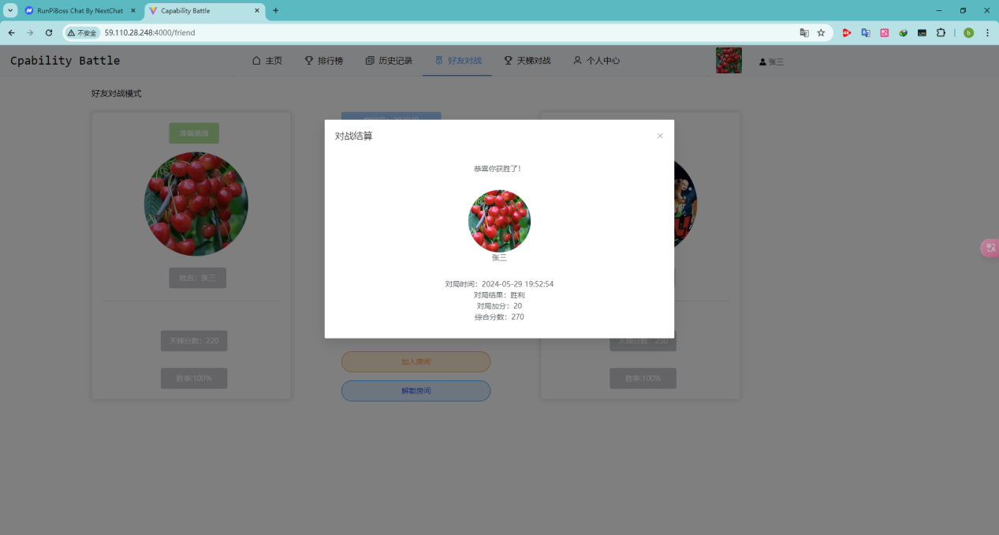 RunPiBoss Chat By NextChat
Capability Battle
不安全
59.110.28.248:4000/friend
Cpability Battle
主页
排行榜
历史记录
好友对战
天梯对战
个人中心
张三
好友对战模式
准备就绪
对战结算
恭喜你获胜了!
张三
姓名：张三
对局时间：2024-05-29 19:52:54
对局结果：胜利
对局加分：20
综合分数：270
天梯分数：220
天梯分数：230
加入房间
胜率:100%
胜率:100%
解散房间